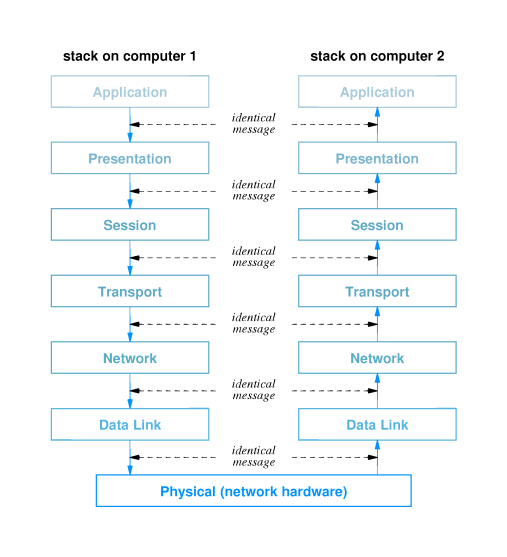 stack on computer 1
stack on computer 2
Application
Application
identical
message
Presentation
Presentation
identical
message
Session
Session
identical
message
Transport
Transport
identical
message
Network
Network
identical
message
Data Link
Data Link
identical
message
Physical (network hardware)